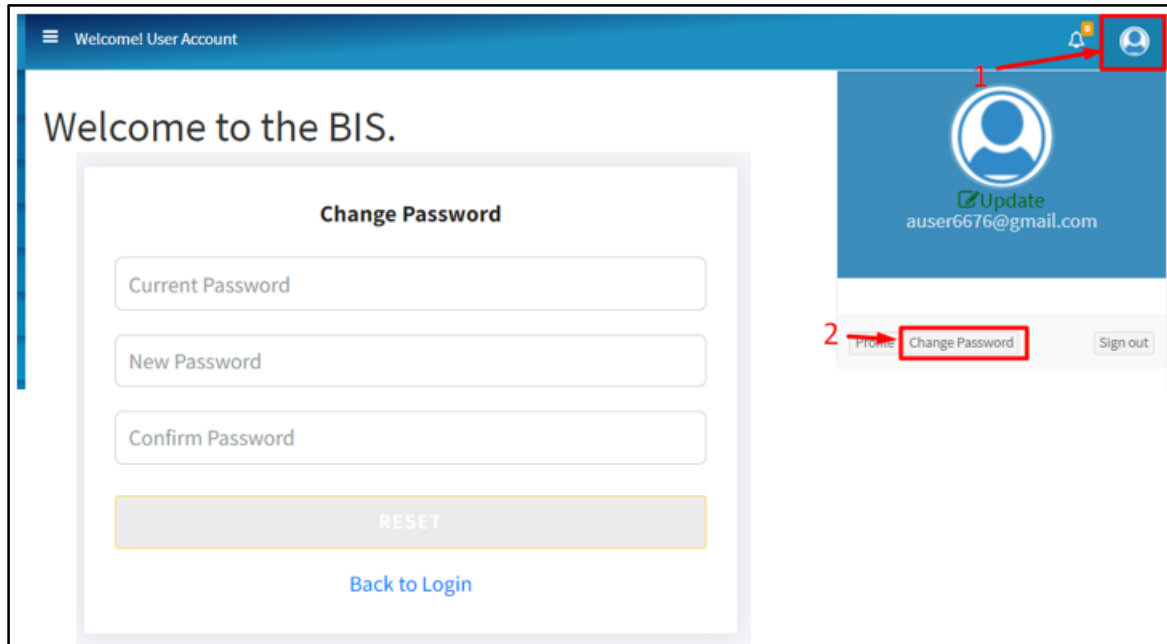 Welcome! User Account
1
Welcome to the BIS.
Update
auser6676@gmail.com
Change Password
Current Password
New Password
Confirm Password
RESET
Back to Login
2
Profile Change Password Sign out